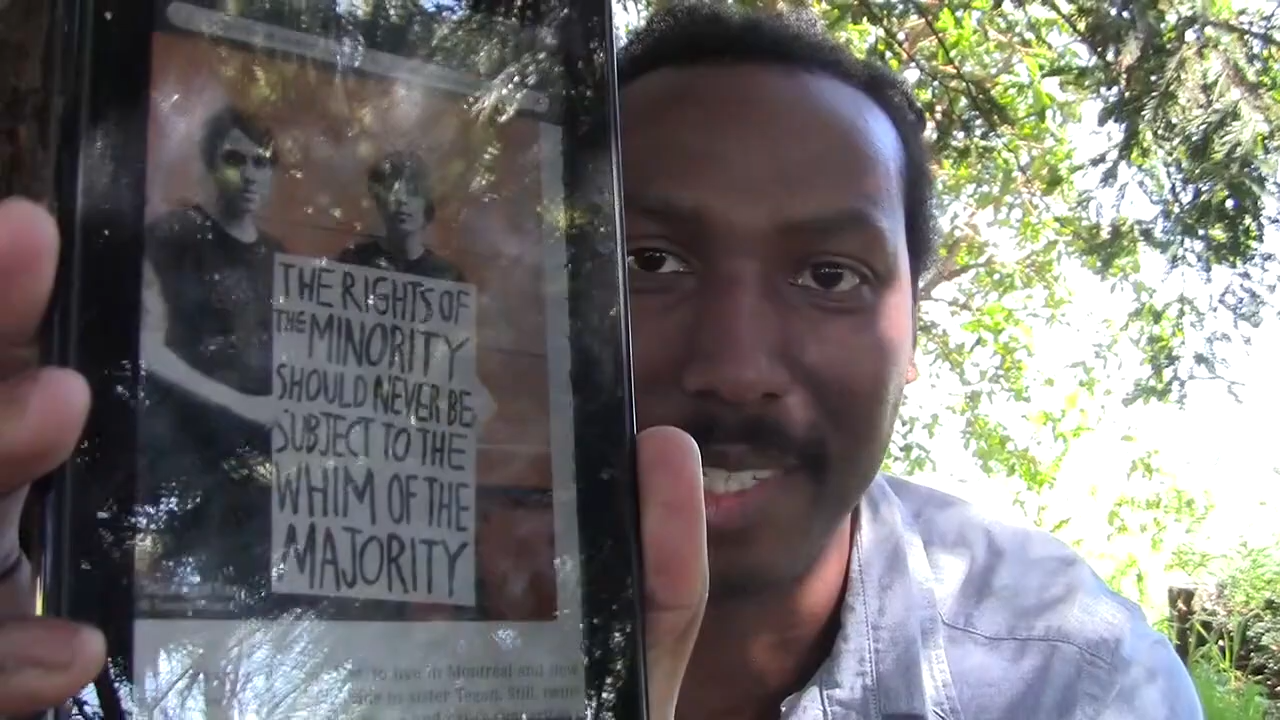 THE RIGHTS OF
THE MINORITY
SHOULD NEVER BE
SUBJECT TO THE
WHIM OF THE
MAJORITY
to live in Montreal and New
sister Tegan. Still,